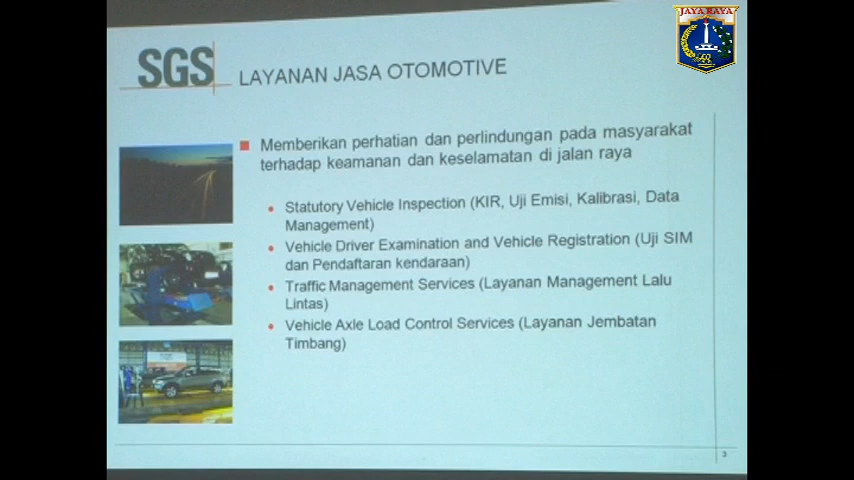 JAYA RAYA
SGS
LAYANAN JASA OTOMOTIVE
Memberikan perhatian dan perlindungan pada masyarakat
terhadap keamanan dan keselamatan di jalan raya
Statutory Vehicle Inspection (KIR, Uji Emisi, Kalibrasi, Data
Management)
Vehicle Driver Examination and Vehicle Registration (Uji SIM
dan Pendaftaran kendaraan)
Traffic Management Services (Layanan Management Lalu
Lintas)
Vehicle Axle Load Control Services (Layanan Jembatan
Timbang)
3